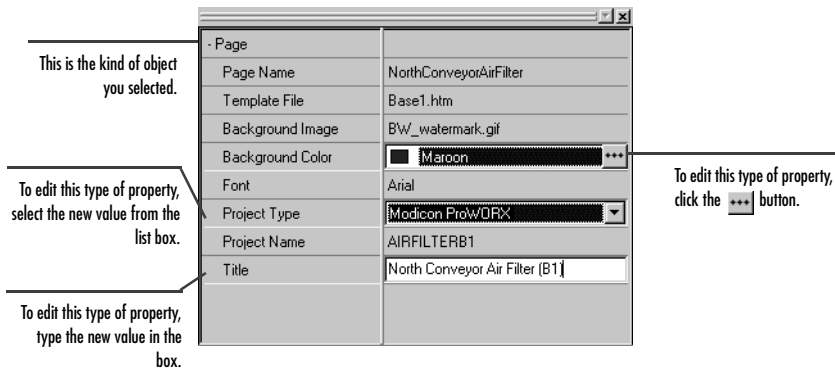 - Page
Page Name NorthConveyorAirFilter
Template File Base1.htm
Background Image BW_watermark.gif
Background Color Maroon
Font Arial
Project Type Modicon ProWORX
Project Name AIRFILTERB1
Title North Conveyor Air Filter (B1)
This is the kind of object
you selected.
To edit this type of property,
select the new value from the
list box.
To edit this type of property,
type the new value in the
box.
To edit this type of property,
click the ••• button.